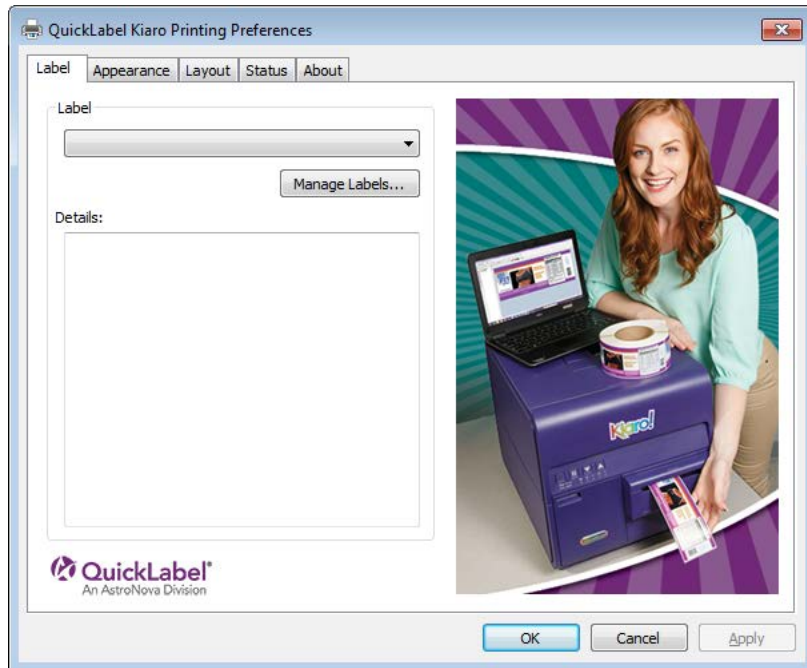 QuickLabel Kiaro Printing Preferences
Label Appearance Layout Status About
Label
Manage Labels...
Details:
Kiaro!
QuickLabel®
An AstroNova Division
OK Cancel Apply